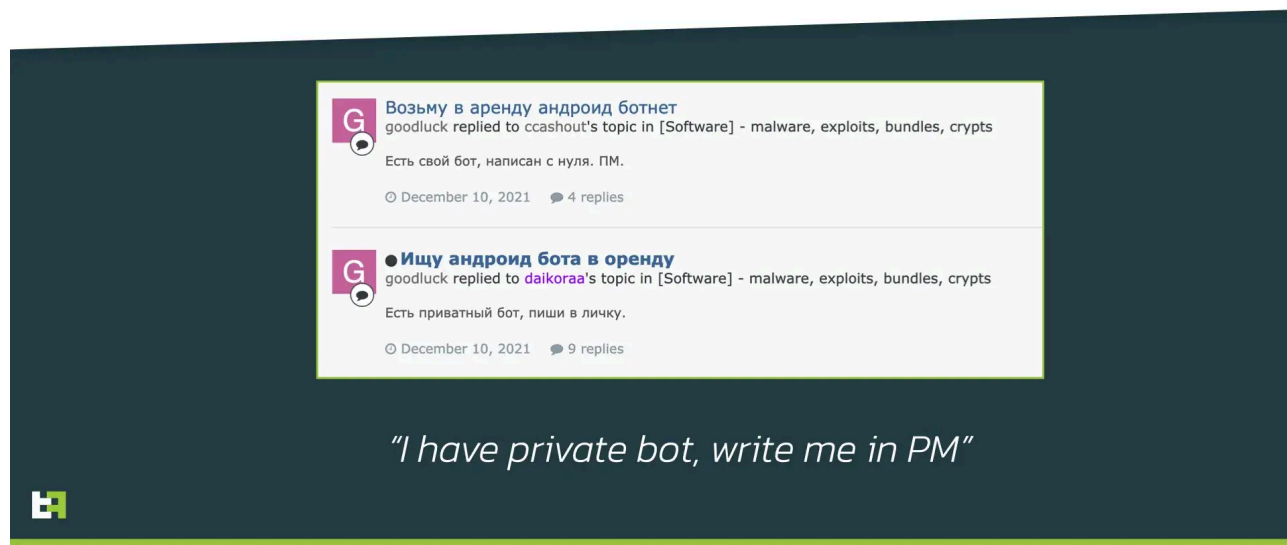 G
Возьму в аренду андроид ботнет
goodluck replied to ccashout's topic in [Software] - malware, exploits, bundles, crypts
Есть свой бот, написан с нуля. ПМ.
December 10, 2021 4 replies
G
Ищу андроид бота в оренду
goodluck replied to daikoraa's topic in [Software] - malware, exploits, bundles, crypts
Есть приватный бот, пиши в личку.
December 10, 2021 9 replies
“I have private bot, write me in PM”